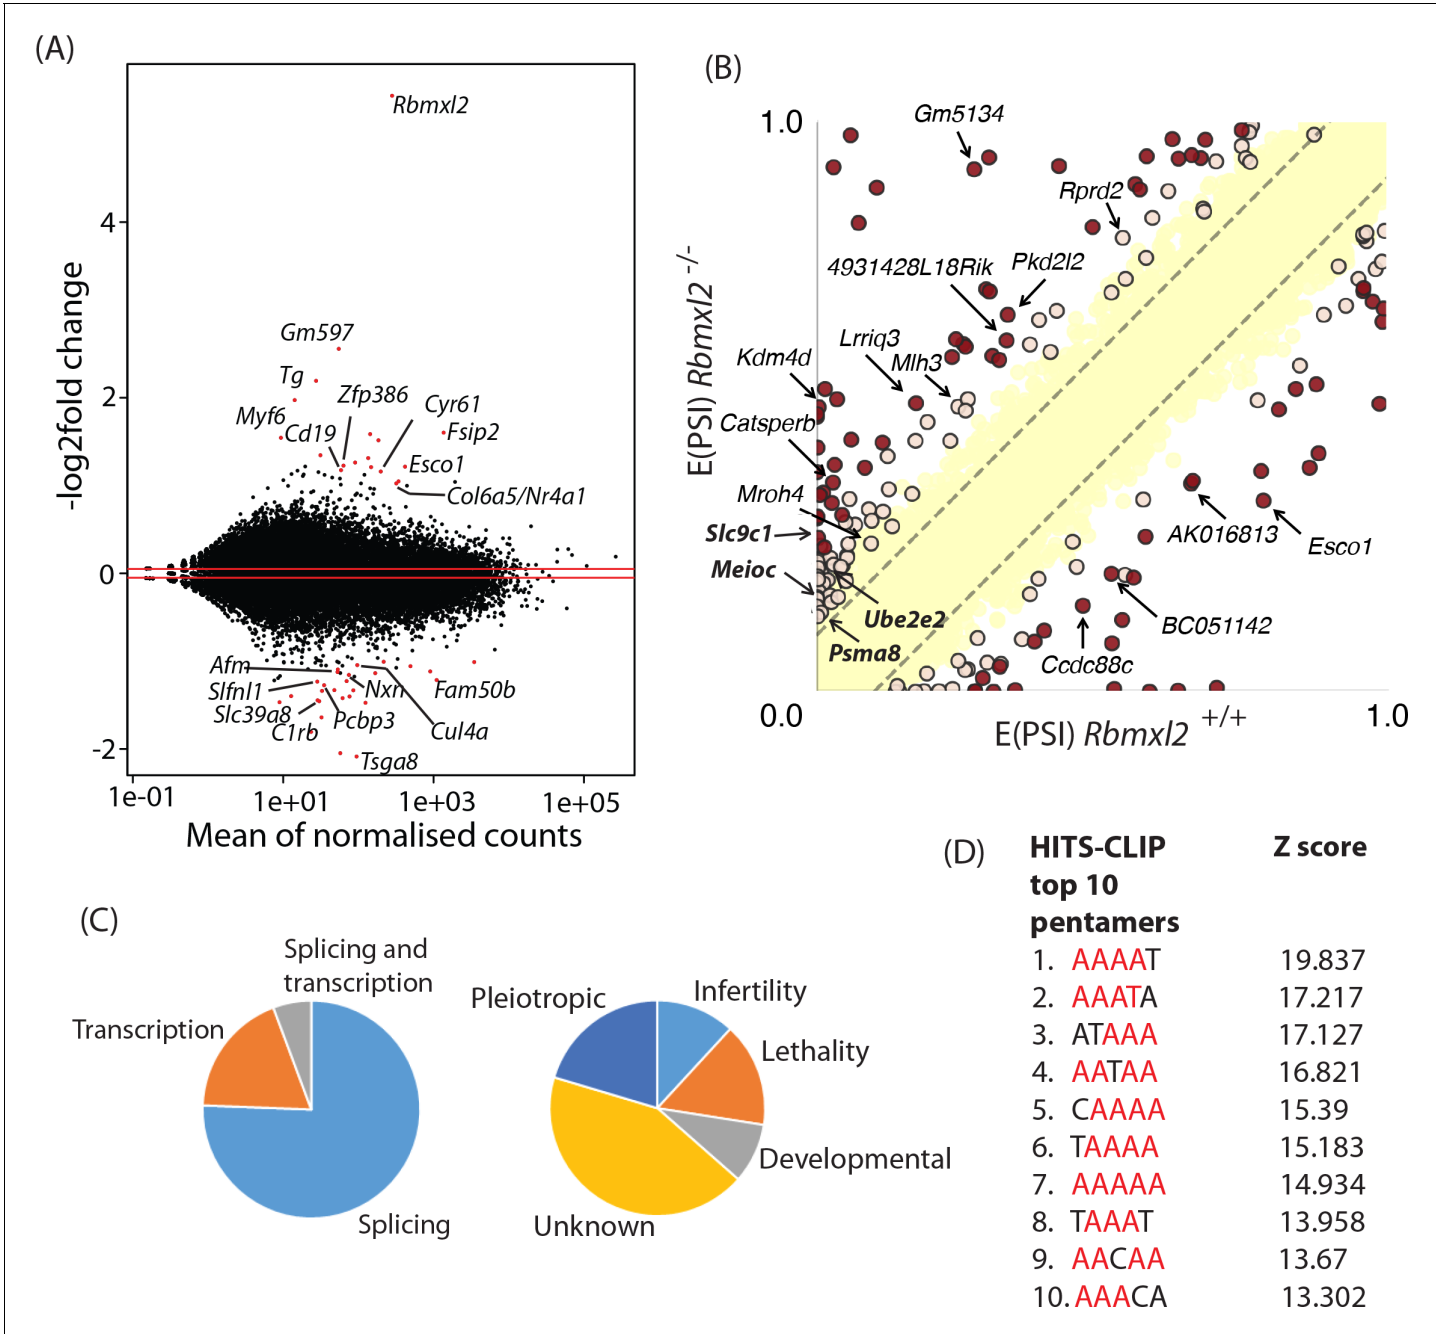 (A)
Rbmxl2
4
Gm597
Tg
Zfp386
2
Myf6
Cyr61
Cd19
Fsip2
Esco1
Col6a5/Nr4a1
-log2fold change
0
Afm
Slfnl1
Nxn
Fam50b
Slc39a8
Pcbp3
C1rb
Cul4a
-2
Tsga8
1e-01
1e+01
1e+03
1e+05
Mean of normalised counts
(B)
1.0
Gm5134
Rprd2
4931428L18Rik
Pkd2l2
Lrriq3
Kdm4d
Mlh3
Catsperb
Mroh4
Slc9c1
AK016813
Esco1
Meioc
Ube2e2
BC051142
Psma8
Ccdc88c
E(PSI) Rbmxl2 -/-
0.0
1.0
E(PSI) Rbmxl2 +/+
(C)
Splicing and
transcription
Transcription
Splicing
Pleiotropic
Infertility
Lethality
Developmental
Unknown
(D)
HITS-CLIP Z score
top 10
pentamers
1. AAAAT 19.837
2. AAATA 17.217
3. ATAAA 17.127
4. AATAA 16.821
5. CAAAA 15.39
6. TAAAA 15.183
7. AAAAA 14.934
8. TAAAT 13.958
9. AACAA 13.67
10. AAACA 13.302